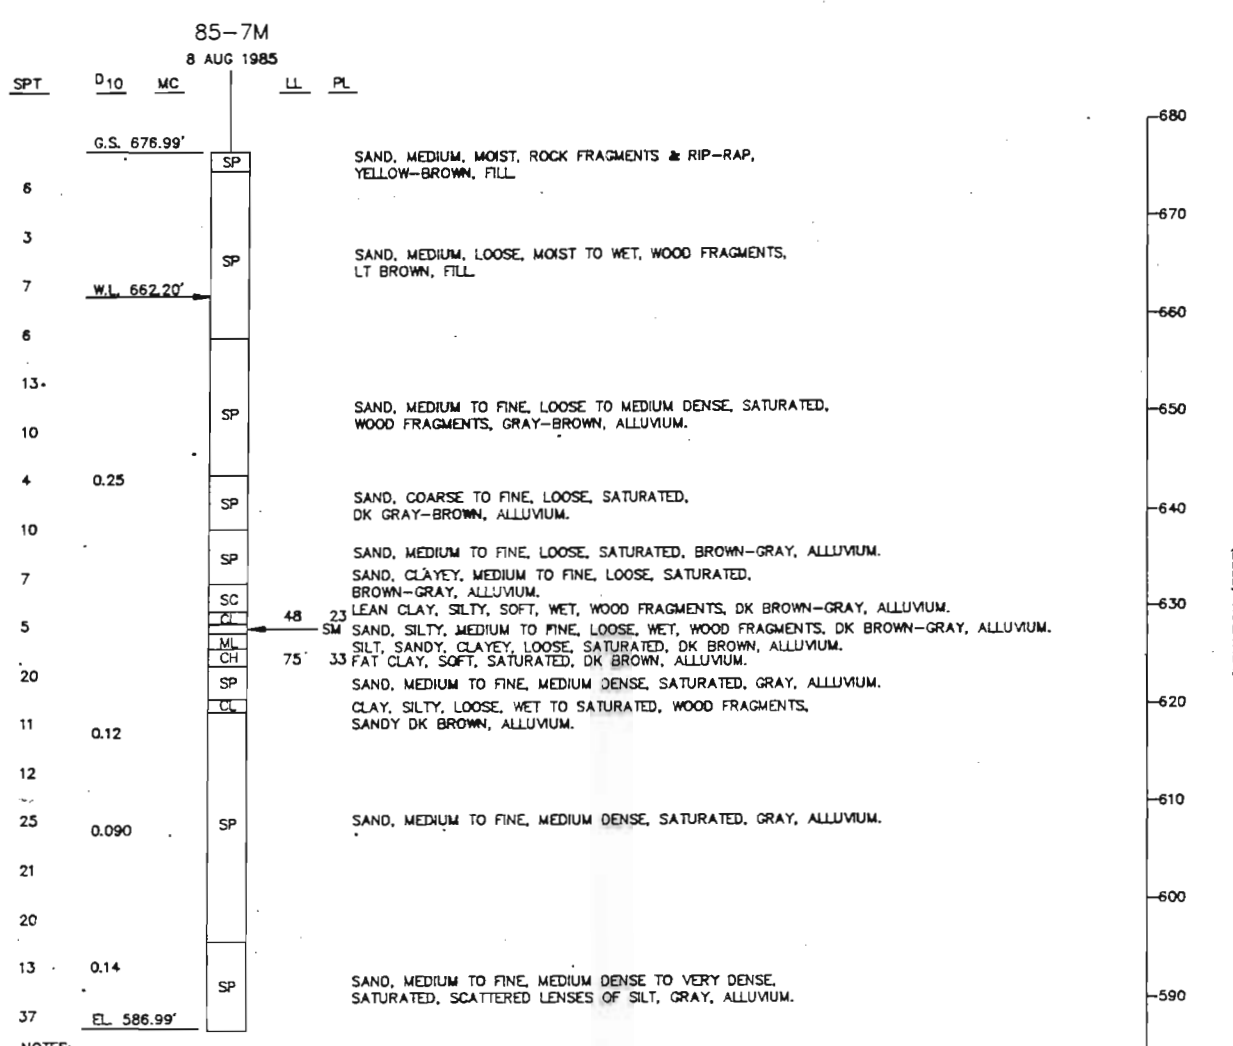 85-7M
8 AUG 1985
SPT D10 MC LL PL
680
G.S. 676.99'
SP SAND, MEDIUM, MOIST, ROCK FRAGMENTS & RIP-RAP,
YELLOW-BROWN, FILL
6
670
3
SP SAND, MEDIUM, LOOSE, MOIST TO WET, WOOD FRAGMENTS,
LT BROWN, FILL
7 W.L. 662.20'
660
6
13
SP SAND, MEDIUM TO FINE, LOOSE TO MEDIUM DENSE, SATURATED,
WOOD FRAGMENTS, GRAY-BROWN, ALLUVIUM.
650
10
4 0.25
SP SAND, COARSE TO FINE, LOOSE, SATURATED,
DK GRAY-BROWN, ALLUVIUM.
640
10
SP SAND, MEDIUM TO FINE, LOOSE, SATURATED, BROWN-GRAY, ALLUVIUM.
7 SAND, CLAYEY, MEDIUM TO FINE, LOOSE, SATURATED,
SC BROWN-GRAY, ALLUVIUM.
630
CL 48 23 LEAN CLAY, SILTY, SOFT, WET, WOOD FRAGMENTS, DK BROWN-GRAY, ALLUVIUM.
5 SM SAND, SILTY, MEDIUM TO FINE, LOOSE, WET, WOOD FRAGMENTS, DK BROWN-GRAY, ALLUVIUM.
ML SILT, SANDY, CLAYEY, LOOSE, SATURATED, DK BROWN, ALLUVIUM.
CH 75 33 FAT CLAY, SOFT, SATURATED, DK BROWN, ALLUVIUM.
20 SP SAND, MEDIUM TO FINE, MEDIUM DENSE, SATURATED, GRAY, ALLUVIUM.
620
CL CLAY, SILTY, LOOSE, WET TO SATURATED, WOOD FRAGMENTS,
SANDY DK BROWN, ALLUVIUM.
11 0.12
12
610
25 0.090 SP SAND, MEDIUM TO FINE, MEDIUM DENSE, SATURATED, GRAY, ALLUVIUM.
21
600
20
13 0.14
SP SAND, MEDIUM TO FINE, MEDIUM DENSE TO VERY DENSE,
SATURATED, SCATTERED LENSES OF SILT, GRAY, ALLUVIUM.
590
37 EL. 586.99'